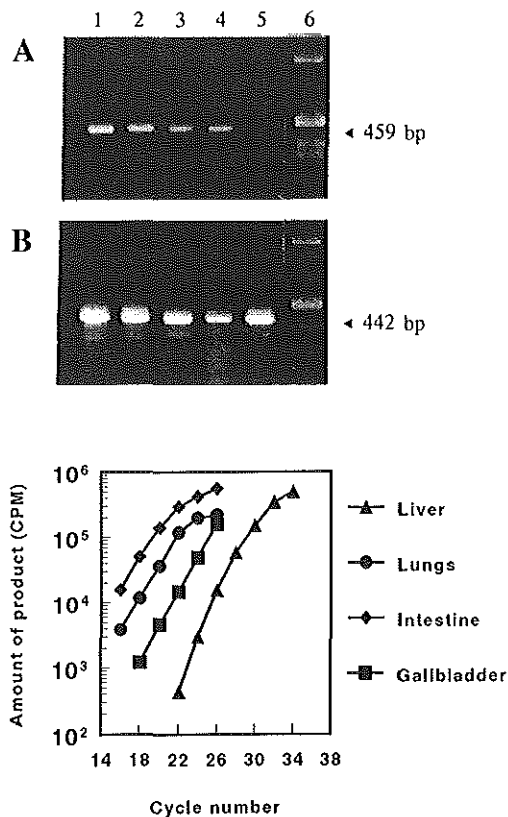 1 2 3 4 5 6
A
◄ 459 bp
B
◄ 442 bp
Amount of product (CPM)
10⁶
10⁵
10⁴
10³
10²
14 18 22 26 30 34 38
Cycle number
Liver
Lungs
Intestine
Gallbladder